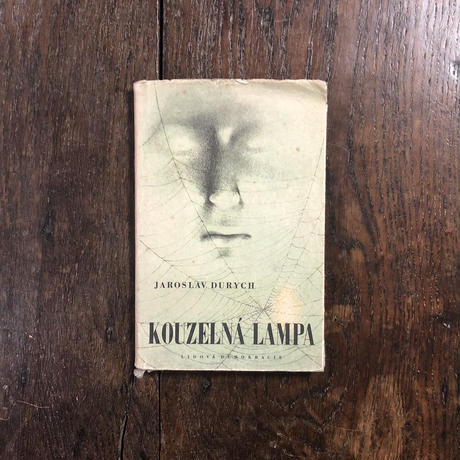 JAROSLAV DURYCH
KOUZELNÁ LAMPA
LIDOVÁ DEMOKRACIE